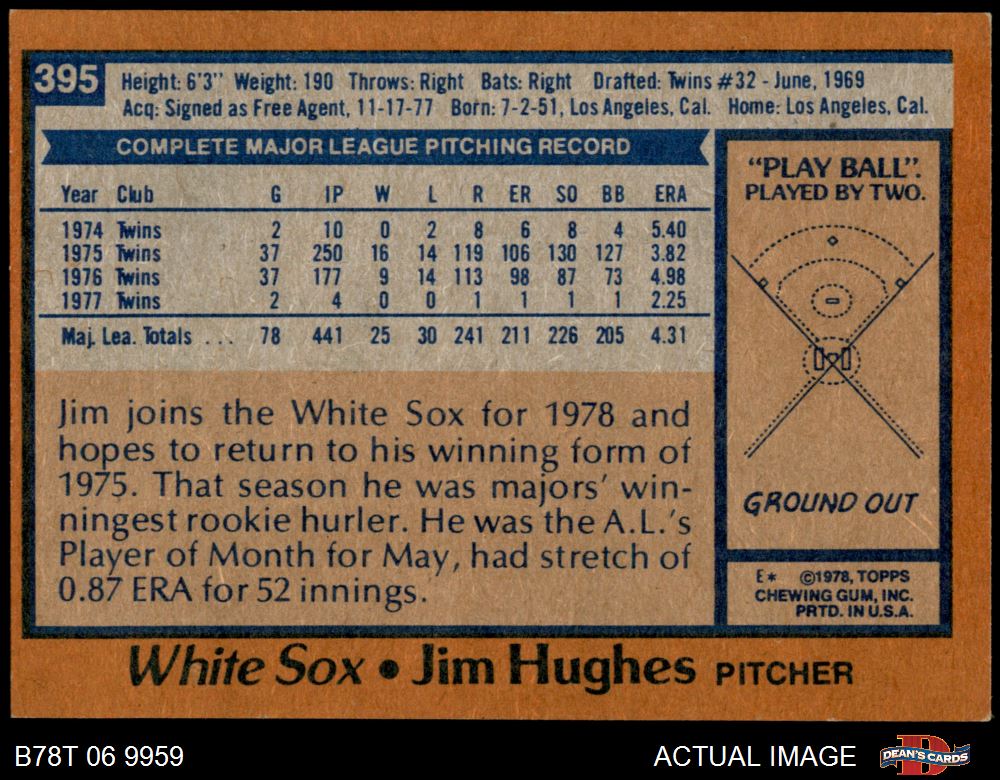 395
Height: 6'3'' Weight: 190 Throws: Right Bats: Right Drafted: Twins #32 - June, 1969
Acq: Signed as Free Agent, 11-17-77 Born: 7-2-51, Los Angeles, Cal. Home: Los Angeles, Cal.
COMPLETE MAJOR LEAGUE PITCHING RECORD
Year Club G IP W L R ER SO BB ERA
1974 Twins 2 10 0 2 8 6 8 4 5.40
1975 Twins 37 250 16 14 119 106 130 127 3.82
1976 Twins 37 177 9 14 113 98 87 73 4.98
1977 Twins 2 4 0 0 1 1 1 1 2.25
Maj. Lea. Totals ... 78 441 25 30 241 211 226 205 4.31
Jim joins the White Sox for 1978 and
hopes to return to his winning form of
1975. That season he was majors' win-
ningest rookie hurler. He was the A.L.'s
Player of Month for May, had stretch of
0.87 ERA for 52 innings.
"PLAY BALL".
PLAYED BY TWO.
GROUND OUT
E* ©1978, TOPPS
CHEWING GUM, INC.
PRTD. IN U.S.A.
White Sox • Jim Hughes PITCHER
B78T 06 9959
ACTUAL IMAGE
DEAN'S CARDS